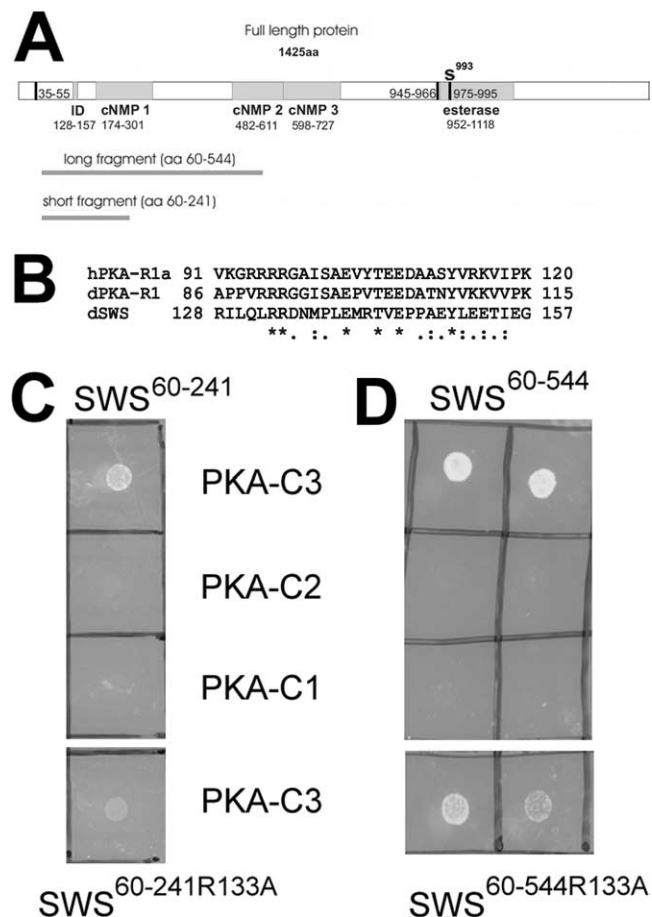 A
Full length protein
1425aa
S993
35-55 945-966 975-995
ID cNMP 1 cNMP 2 cNMP 3 esterase
128-157 174-301 482-611 598-727 952-1118
long fragment (aa 60-544)
short fragment (aa 60-241)
B
hPKA-R1a 91 VKGRRRRGAISAEVYTEEDAASYVRKVIPK 120
dPKA-R1 86 APPVRRRGGISAEPVTEEDATNYVKKVVPK 115
dSWS 128 RILQLRRDNMPLEMRTVEPPAEYLEETIEG 157
**. :. * * * .:.*:.:.:
C D
SWS60-241 SWS60-544
PKA-C3
PKA-C2
PKA-C1
PKA-C3
SWS60-241R133A SWS60-544R133A